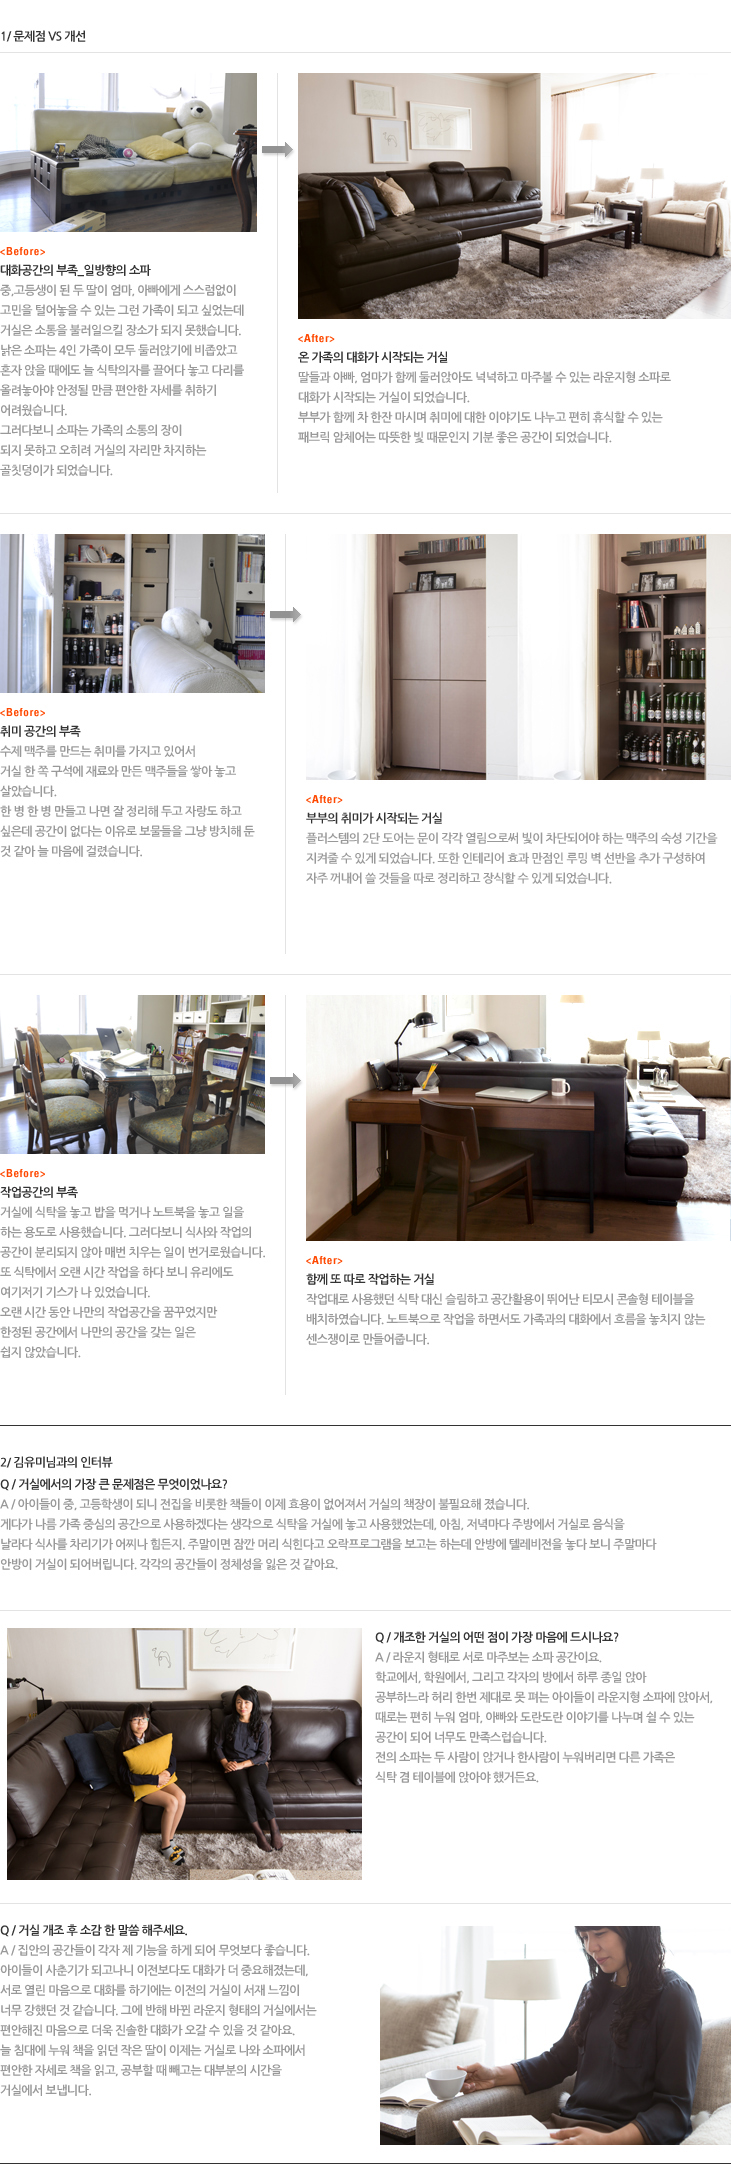 1/ 문제점 VS 개선
<Before>
대화공간의 부족_일방향의 소파
중,고등생이 된 두 딸이 엄마, 아빠에게 스스럼없이
고민을 털어놓을 수 있는 그런 가족이 되고 싶었는데
거실은 소통을 불러일으킬 장소가 되지 못했습니다.
낡은 소파는 4인 가족이 모두 둘러앉기에 비좁았고
혼자 앉을 때에도 늘 식탁의자를 끌어다 놓고 다리를
올려놓아야 안정될 만큼 편안한 자세를 취하기
어려웠습니다.
그러다보니 소파는 가족의 소통의 장이
되지 못하고 오히려 거실의 자리만 차지하는
골칫덩이가 되었습니다.
<After>
온 가족의 대화가 시작되는 거실
딸들과 아빠, 엄마가 함께 둘러앉아도 넉넉하고 마주볼 수 있는 라운지형 소파로
대화가 시작되는 거실이 되었습니다.
부부가 함께 차 한잔 마시며 취미에 대한 이야기도 나누고 편히 휴식할 수 있는
패브릭 암체어는 따뜻한 빛 때문인지 기분 좋은 공간이 되었습니다.
<Before>
취미 공간의 부족
수제 맥주를 만드는 취미를 가지고 있어서
거실 한 쪽 구석에 재료와 만든 맥주들을 쌓아 놓고
살았습니다.
한 병 한 병 만들고 나면 잘 정리해 두고 자랑도 하고
싶은데 공간이 없다는 이유로 보물들을 그냥 방치해 둔
것 같아 늘 마음에 걸렸습니다.
<After>
부부의 취미가 시작되는 거실
플러스템의 2단 도어는 문이 각각 열림으로써 빛이 차단되어야 하는 맥주의 숙성 기간을
지켜줄 수 있게 되었습니다. 또한 인테리어 효과 만점인 루밍 벽 선반을 추가 구성하여
자주 꺼내어 쓸 것들을 따로 정리하고 장식할 수 있게 되었습니다.
<Before>
작업공간의 부족
거실에 식탁을 놓고 밥을 먹거나 노트북을 놓고 일을
하는 용도로 사용했습니다. 그러다보니 식사와 작업의
공간이 분리되지 않아 매번 치우는 일이 번거로웠습니다.
또 식탁에서 오랜 시간 작업을 하다 보니 유리에도
여기저기 기스가 나 있었습니다.
오랜 시간 동안 나만의 작업공간을 꿈꾸었지만
한정된 공간에서 나만의 공간을 갖는 일은
쉽지 않았습니다.
<After>
함께 또 따로 작업하는 거실
작업대로 사용했던 식탁 대신 슬림하고 공간활용이 뛰어난 티모시 콘솔형 테이블을
배치하였습니다. 노트북으로 작업을 하면서도 가족과의 대화에서 흐름을 놓치지 않는
센스쟁이로 만들어줍니다.
2/ 김유미님과의 인터뷰
Q / 거실에서의 가장 큰 문제점은 무엇이었나요?
A / 아이들이 중, 고등학생이 되니 전집을 비롯한 책들이 이제 효용이 없어져서 거실의 책장이 불필요해 졌습니다.
게다가 나름 가족 중심의 공간으로 사용하겠다는 생각으로 식탁을 거실에 놓고 사용했었는데, 아침, 저녁마다 주방에서 거실로 음식을
날라다 식사를 차리기가 어찌나 힘든지. 주말이면 잠깐 머리 식힌다고 오락프로그램을 보고는 하는데 안방에 텔레비전을 놓다 보니 주말마다
안방이 거실이 되어버립니다. 각각의 공간들이 정체성을 잃은 것 같아요.
Q / 개조한 거실의 어떤 점이 가장 마음에 드시나요?
A / 라운지 형태로 서로 마주보는 소파 공간이요.
학교에서, 학원에서, 그리고 각자의 방에서 하루 종일 앉아
공부하느라 허리 한번 제대로 못 펴는 아이들이 라운지형 소파에 앉아서,
때로는 편히 누워 엄마, 아빠와 도란도란 이야기를 나누며 쉴 수 있는
공간이 되어 너무도 만족스럽습니다.
전의 소파는 두 사람이 앉거나 한사람이 누워버리면 다른 가족은
식탁 겸 테이블에 앉아야 했거든요.
Q / 거실 개조 후 소감 한 말씀 해주세요.
A / 집안의 공간들이 각자 제 기능을 하게 되어 무엇보다 좋습니다.
아이들이 사춘기가 되고나니 이전보다도 대화가 더 중요해졌는데,
서로 열린 마음으로 대화를 하기에는 이전의 거실이 서재 느낌이
너무 강했던 것 같습니다. 그에 반해 바뀐 라운지 형태의 거실에서는
편안해진 마음으로 더욱 진솔한 대화가 오갈 수 있을 것 같아요.
늘 침대에 누워 책을 읽던 작은 딸이 이제는 거실로 나와 소파에서
편안한 자세로 책을 읽고, 공부할 때 빼고는 대부분의 시간을
거실에서 보냅니다.